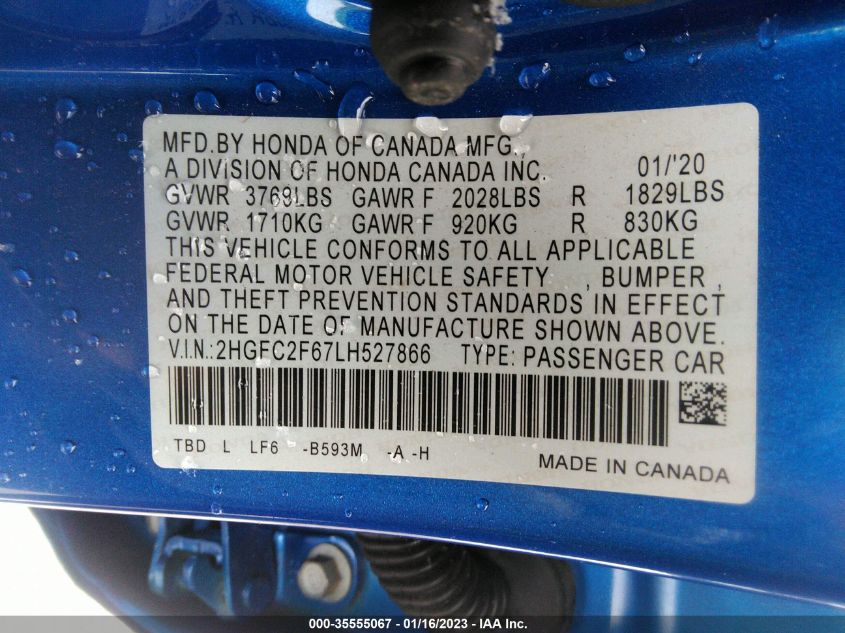 MFD.BY HONDA OF CANADA MFG.,
A DIVISION OF HONDA CANADA INC. 01/'20
GVWR 3769LBS GAWR F 2028LBS R 1829LBS
GVWR 1710KG GAWR F 920KG R 830KG
THIS VEHICLE CONFORMS TO ALL APPLICABLE
FEDERAL MOTOR VEHICLE SAFETY , BUMPER ,
AND THEFT PREVENTION STANDARDS IN EFFECT
ON THE DATE OF MANUFACTURE SHOWN ABOVE.
V.I.N.:2HGFC2F67LH527866 TYPE: PASSENGER CAR
TBD L LF6 -B593M -A -H
MADE IN CANADA
000-35555067 - 01/16/2023 - IAA Inc.